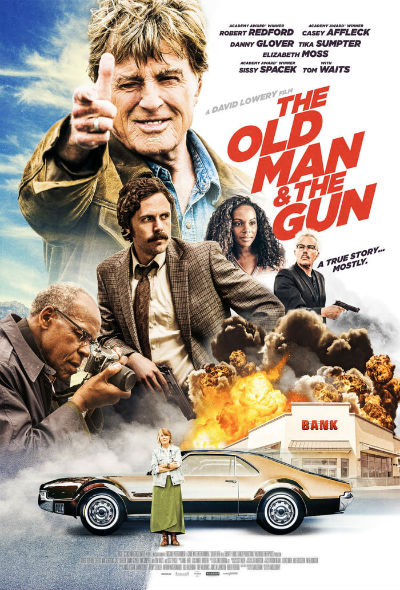 ACADEMY AWARD® WINNER
ROBERT REDFORD
ACADEMY AWARD® WINNER
CASEY AFFLECK
DANNY GLOVER TIKA SUMPTER
ELIZABETH MOSS
ACADEMY AWARD® WINNER
SISSY SPACEK
WITH
TOM WAITS
A DAVID LOWERY FILM
THE
OLD
MAN
& THE
GUN
A TRUE STORY...
MOSTLY.
BANK